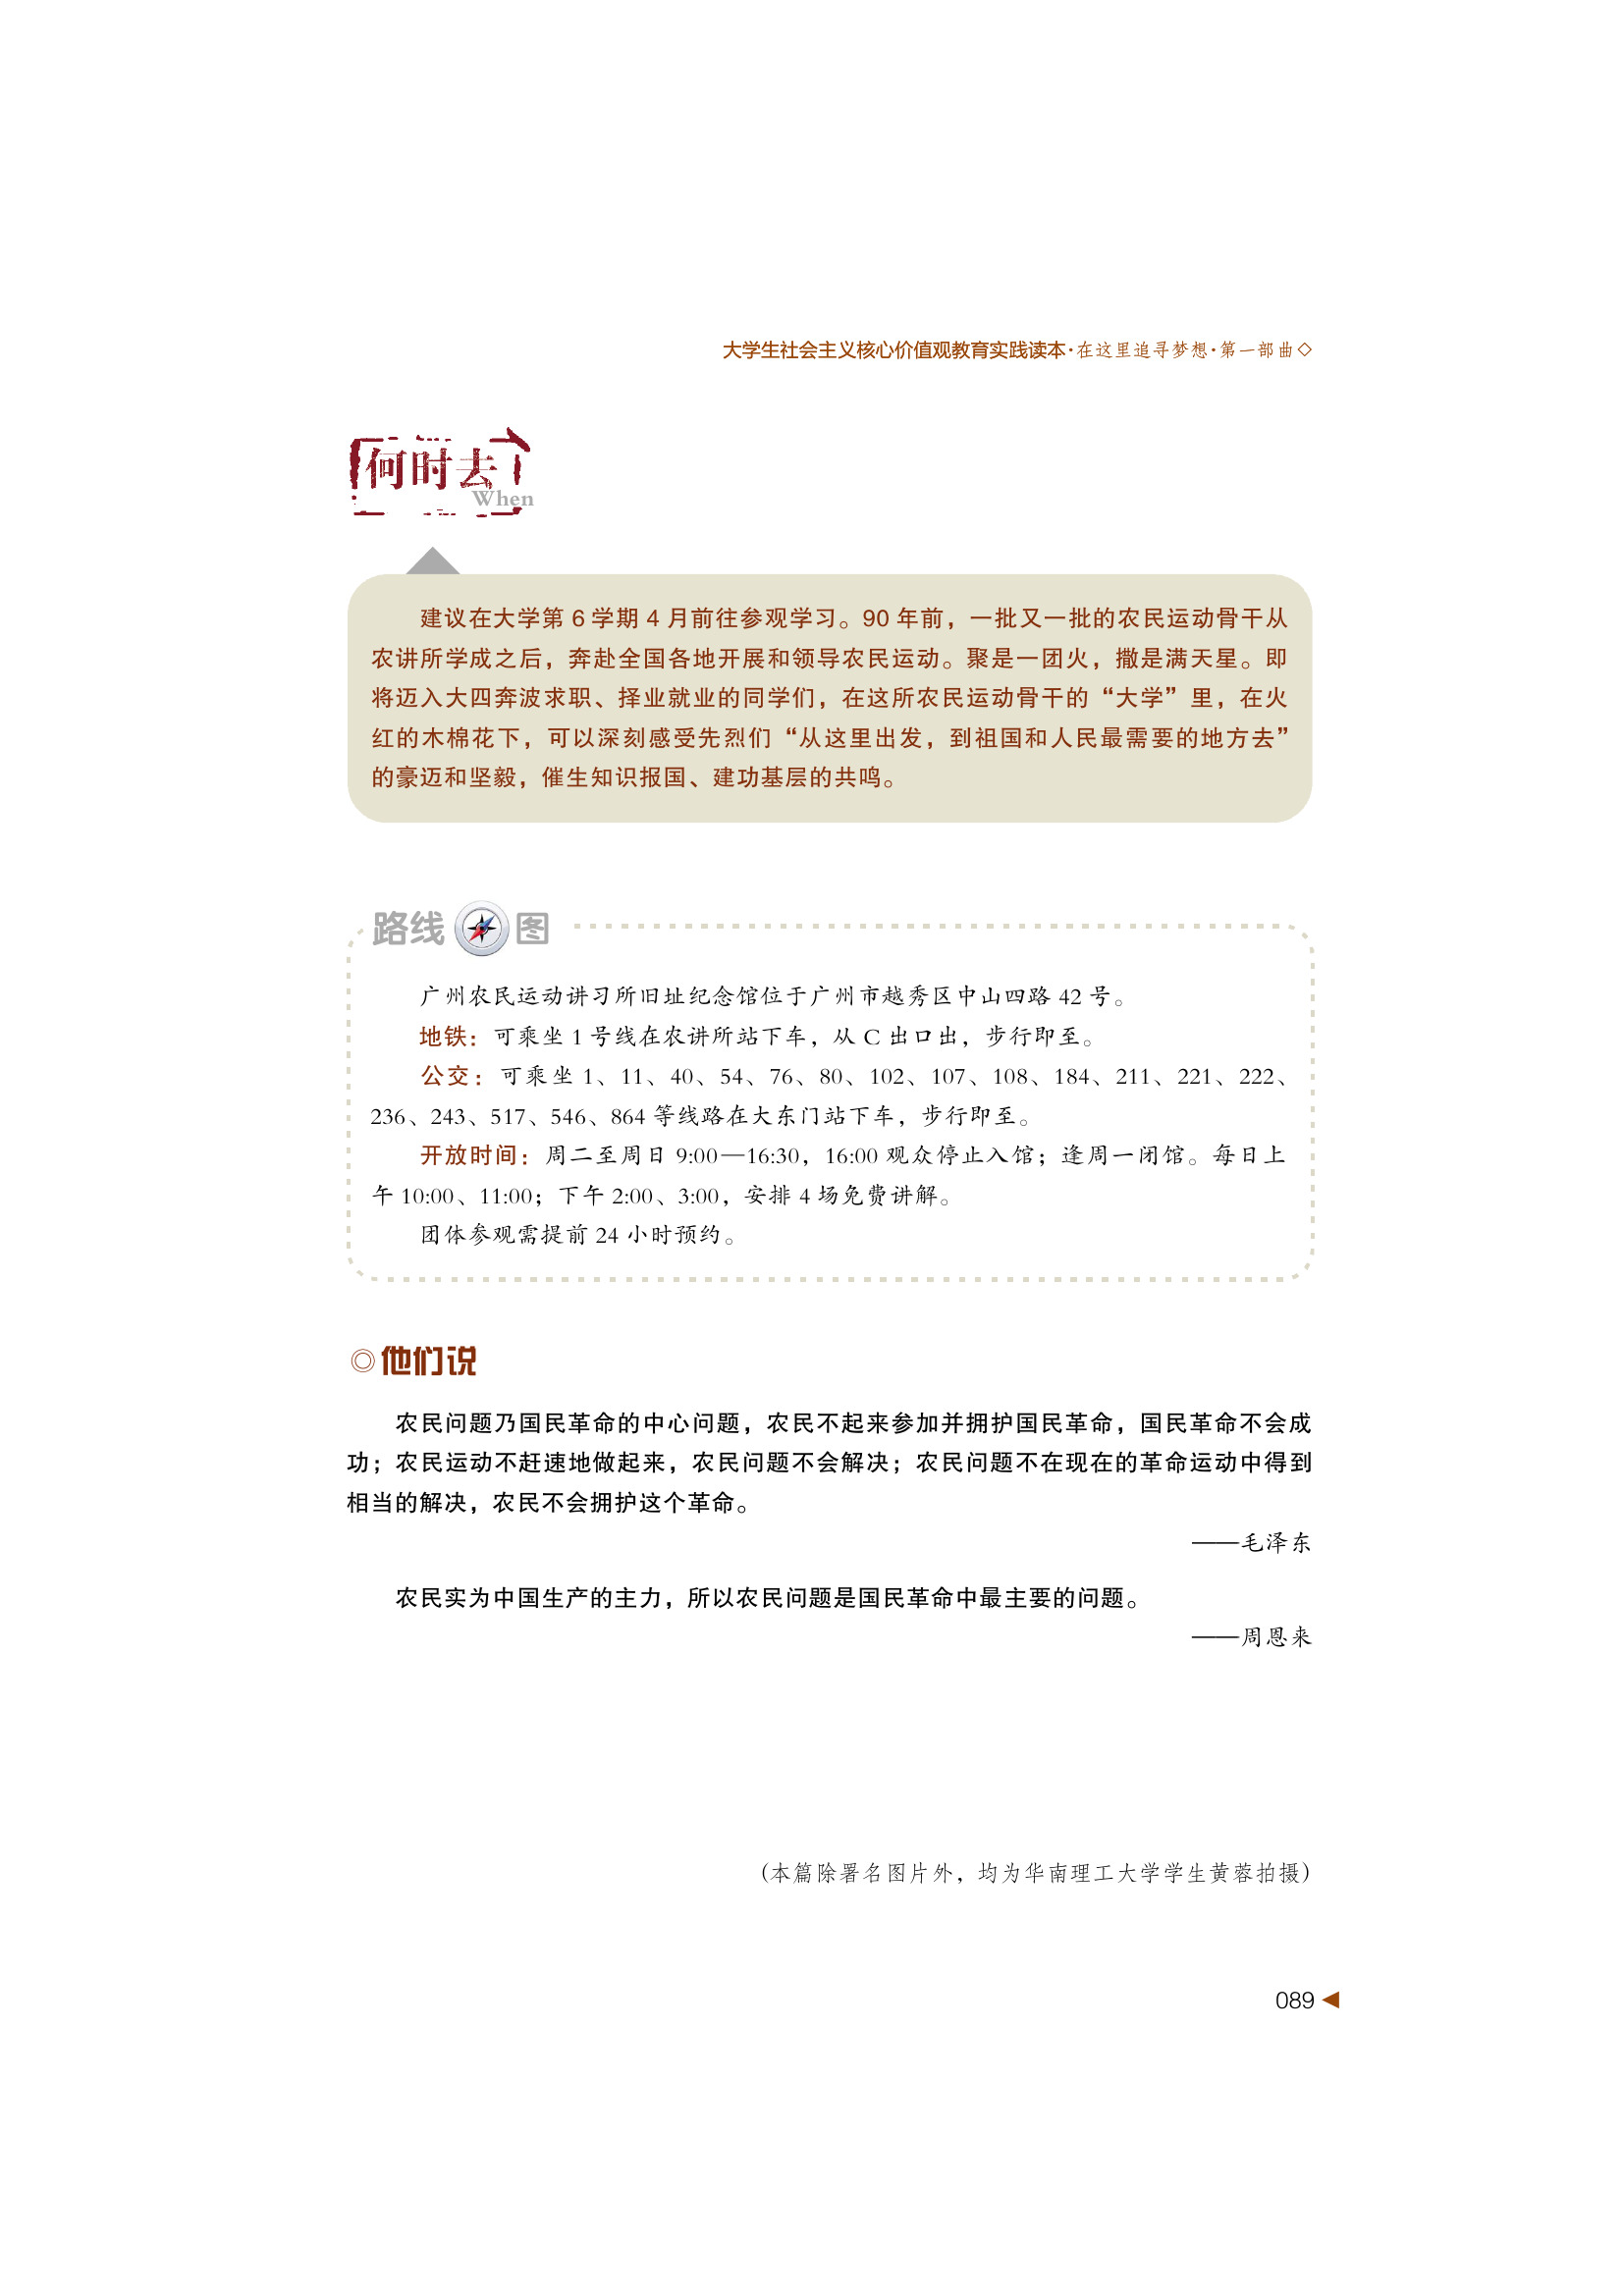 大学生社会主义核心价值观教育实践读本·在这里追寻梦想·第一部曲◇
何时去
When
建议在大学第 6 学期 4 月前往参观学习。90 年前，一批又一批的农民运动骨干从
农讲所学成之后，奔赴全国各地开展和领导农民运动。聚是一团火，撒是满天星。即
将迈入大四奔波求职、择业就业的同学们，在这所农民运动骨干的“大学”里，在火
红的木棉花下，可以深刻感受先烈们“从这里出发，到祖国和人民最需要的地方去”
的豪迈和坚毅，催生知识报国、建功基层的共鸣。
路线图
广州农民运动讲习所旧址纪念馆位于广州市越秀区中山四路 42 号。
地铁：可乘坐 1 号线在农讲所站下车，从 C 出口出，步行即至。
公交：可乘坐 1、11、40、54、76、80、102、107、108、184、211、221、222、
236、243、517、546、864 等线路在大东门站下车，步行即至。
开放时间：周二至周日 9:00—16:30，16:00 观众停止入馆；逢周一闭馆。每日上
午 10:00、11:00；下午 2:00、3:00，安排 4 场免费讲解。
团体参观需提前 24 小时预约。
◎他们说
农民问题乃国民革命的中心问题，农民不起来参加并拥护国民革命，国民革命不会成
功；农民运动不赶速地做起来，农民问题不会解决；农民问题不在现在的革命运动中得到
相当的解决，农民不会拥护这个革命。
——毛泽东
农民实为中国生产的主力，所以农民问题是国民革命中最主要的问题。
——周恩来
(本篇除署名图片外，均为华南理工大学学生黄蓉拍摄)
089